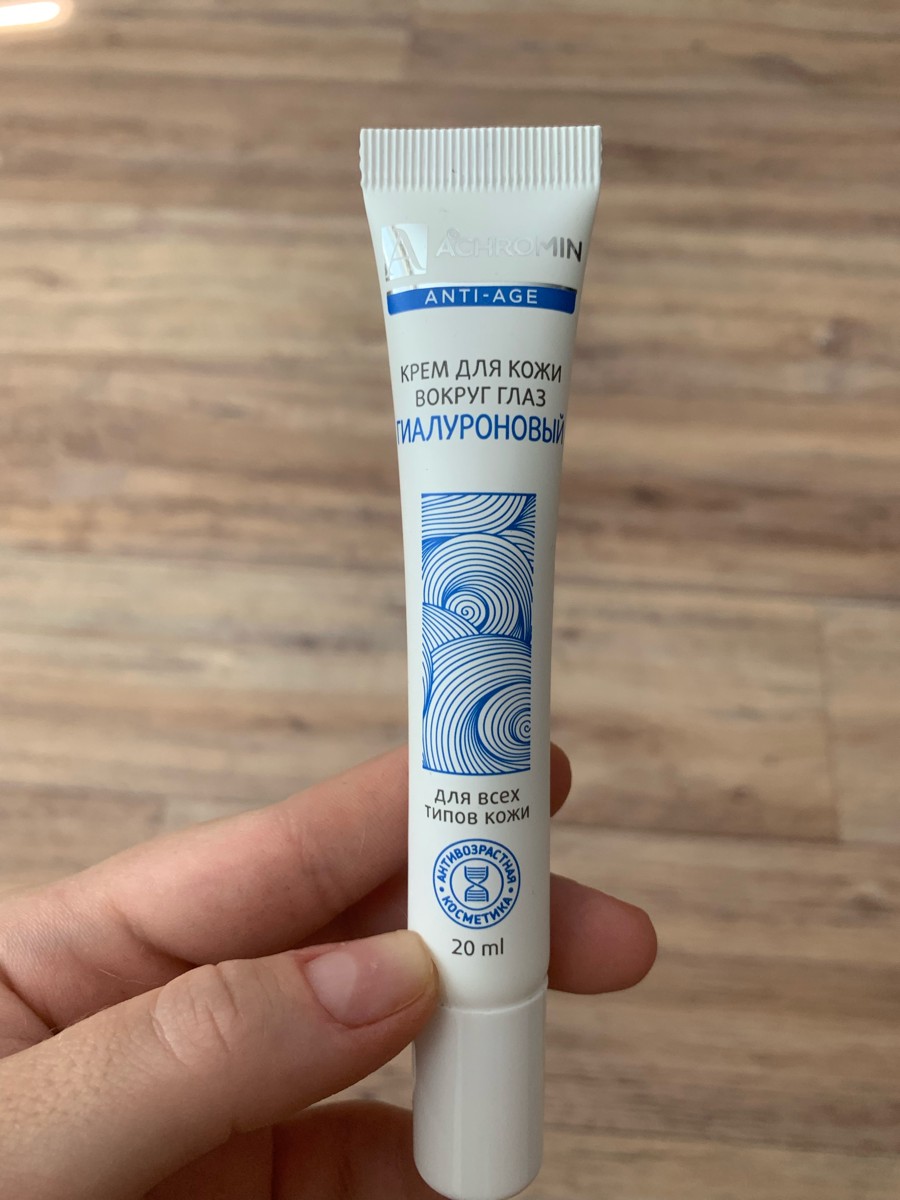 A ACHROMIN
ANTI-AGE
КРЕМ ДЛЯ КОЖИ
ВОКРУГ ГЛАЗ
ГИАЛУРОНОВЫЙ
для всех
типов кожи
АНТИВОЗРАСТНАЯ
КОСМЕТИКА
20 ml